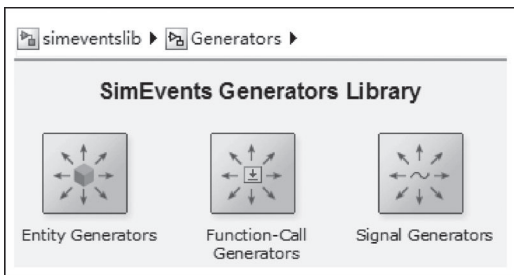 simeventslib Generators
SimEvents Generators Library
Entity Generators
Function-Call
Generators
Signal Generators